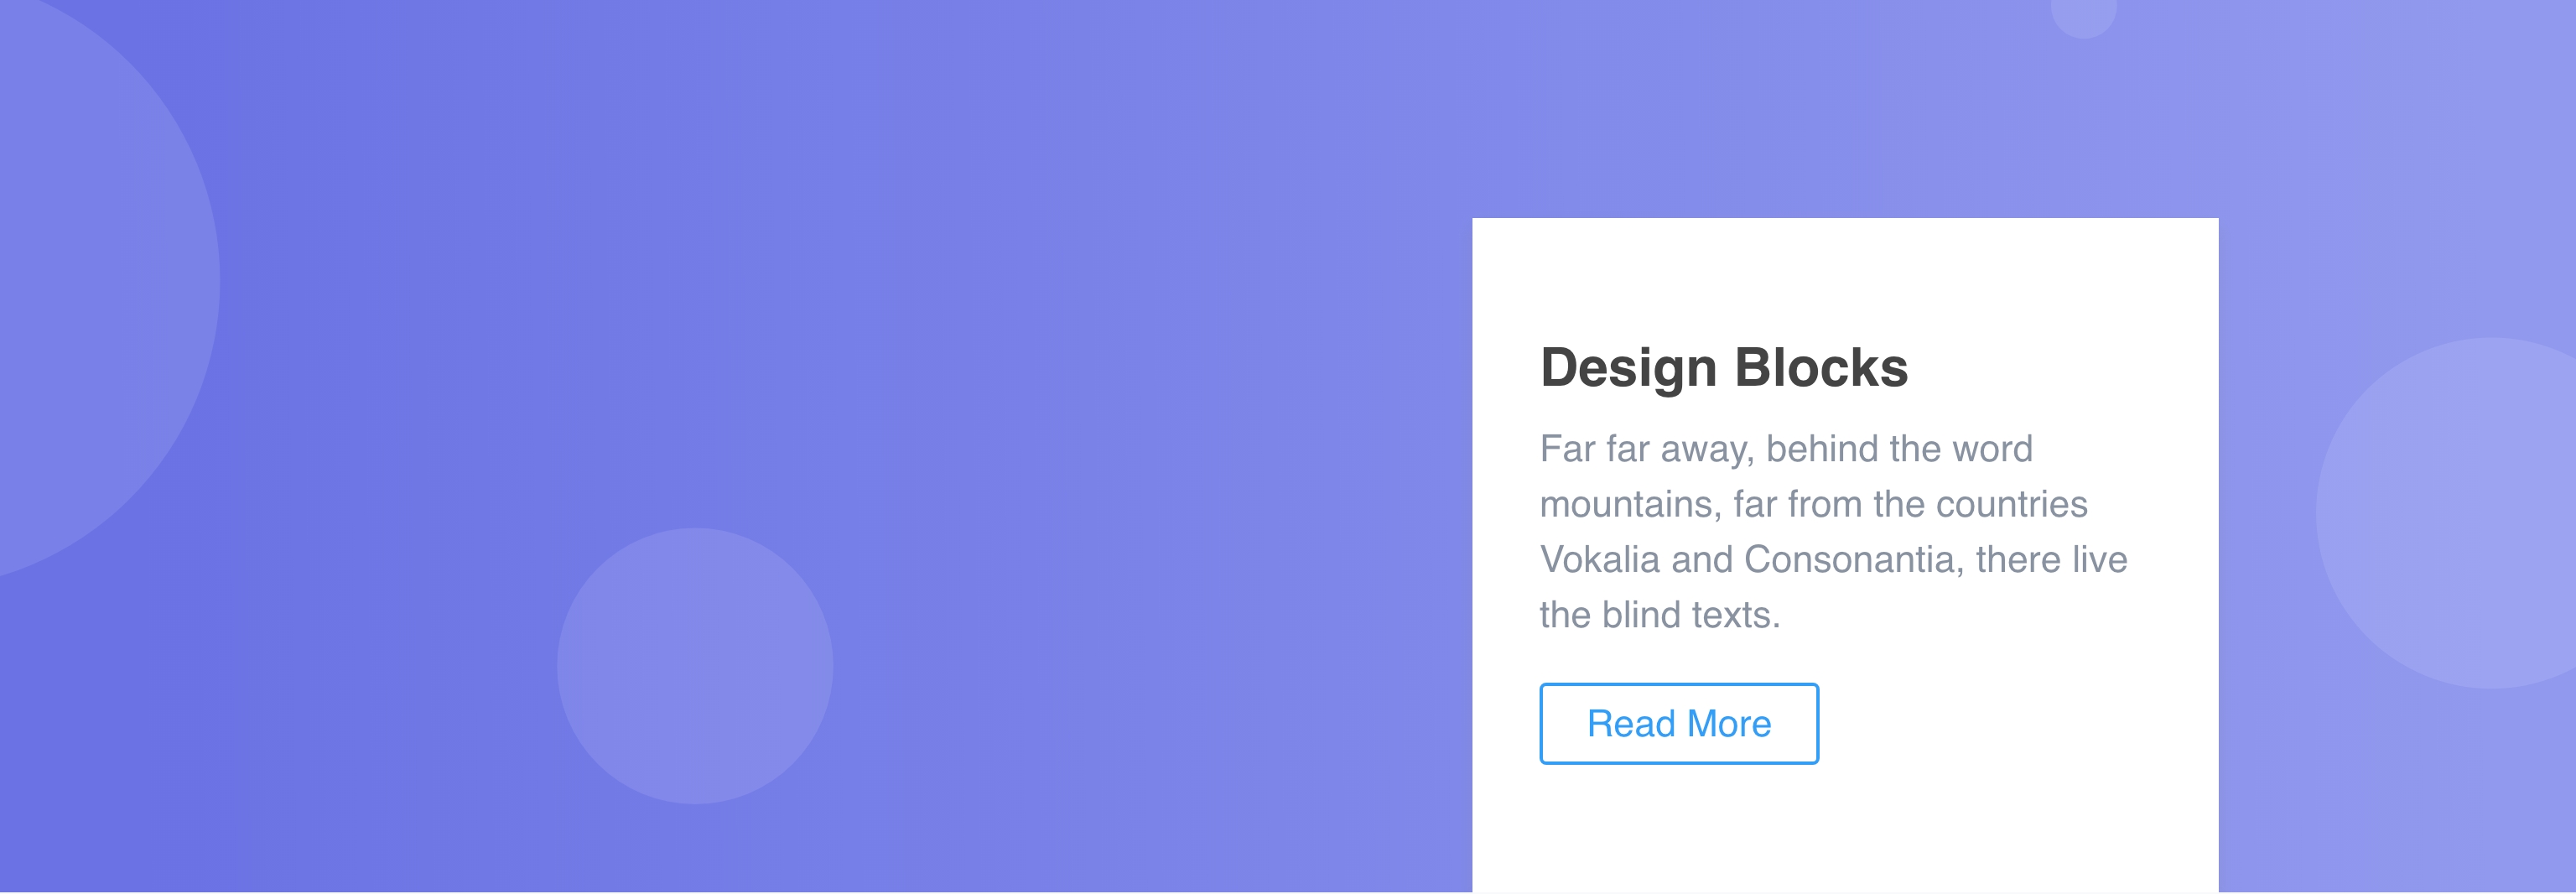 Design Blocks
Far far away, behind the word
mountains, far from the countries
Vokalia and Consonantia, there live
the blind texts.
Read More